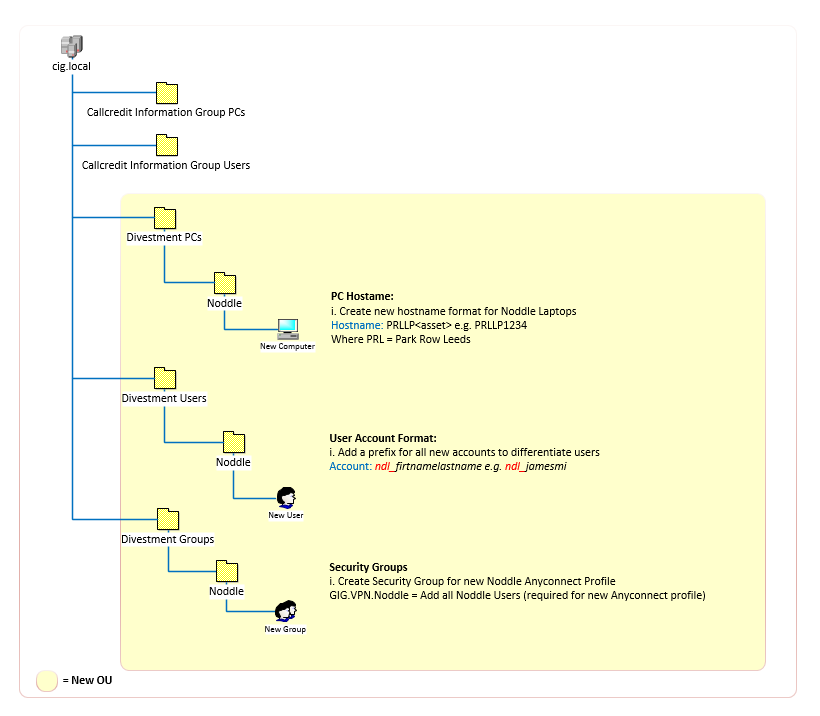 cig.local
Callcredit Information Group PCs
Callcredit Information Group Users
Divestment PCs
Noddle
New Computer
PC Hostame:
i. Create new hostname format for Noddle Laptops
Hostname: PRLLP<asset> e.g. PRLLP1234
Where PRL = Park Row Leeds
Divestment Users
Noddle
New User
User Account Format:
i. Add a prefix for all new accounts to differentiate users
Account: ndl_firtnamelastname e.g. ndl_jamesmi
Divestment Groups
Noddle
New Group
Security Groups
i. Create Security Group for new Noddle Anyconnect Profile
GIG.VPN.Noddle = Add all Noddle Users (required for new Anyconnect profile)
= New OU